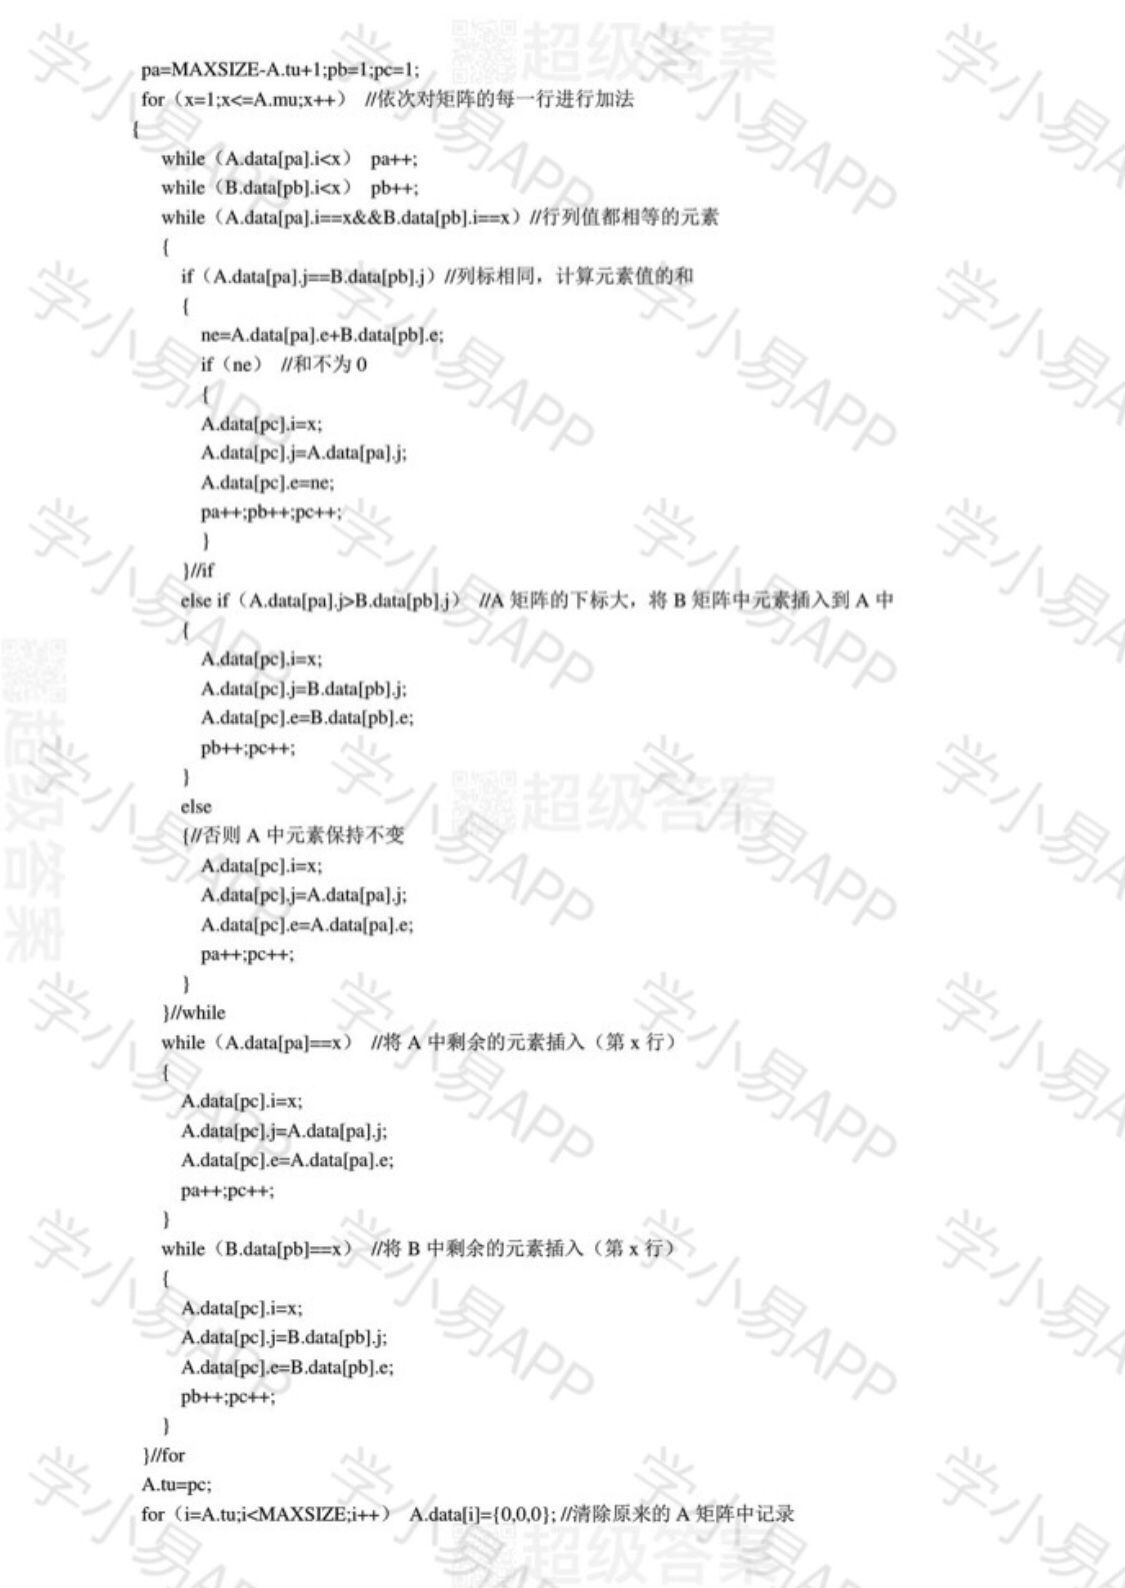 pa=MAXSIZE-A.tu+1;pb=1;pc=1;
for（x=1;x<=A.mu;x++） //依次对矩阵的每一行进行加法
{
while（A.data[pa].i<x） pa++;
while（B.data[pb].i<x） pb++;
while（A.data[pa].i==x&&B.data[pb].i==x）//行列值都相等的元素
{
if（A.data[pa].j==B.data[pb].j）//列标相同，计算元素值的和
{
ne=A.data[pa].e+B.data[pb].e;
if（ne） //和不为 0
{
A.data[pc].i=x;
A.data[pc].j=A.data[pa].j;
A.data[pc].e=ne;
pa++;pb++;pc++;
}
}//if
else if（A.data[pa].j>B.data[pb].j） //A 矩阵的下标大，将 B 矩阵中元素插入到 A 中
{
A.data[pc].i=x;
A.data[pc].j=B.data[pb].j;
A.data[pc].e=B.data[pb].e;
pb++;pc++;
}
else
{//否则 A 中元素保持不变
A.data[pc].i=x;
A.data[pc].j=A.data[pa].j;
A.data[pc].e=A.data[pa].e;
pa++;pc++;
}
}//while
while（A.data[pa]==x） //将 A 中剩余的元素插入（第 x 行）
{
A.data[pc].i=x;
A.data[pc].j=A.data[pa].j;
A.data[pc].e=A.data[pa].e;
pa++;pc++;
}
while（B.data[pb]==x） //将 B 中剩余的元素插入（第 x 行）
{
A.data[pc].i=x;
A.data[pc].j=B.data[pb].j;
A.data[pc].e=B.data[pb].e;
pb++;pc++;
}
}//for
A.tu=pc;
for（i=A.tu;i<MAXSIZE;i++） A.data[i]={0,0,0}; //清除原来的 A 矩阵中记录
学小易APP
超级答案